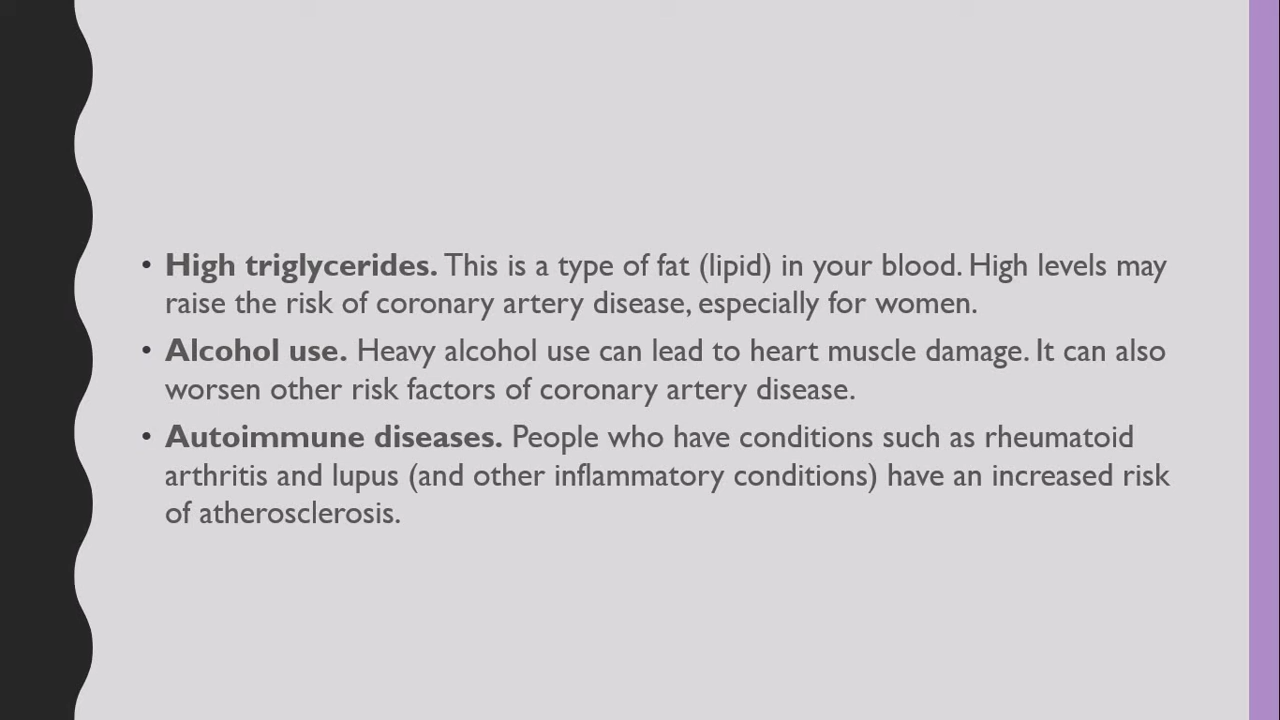 • High triglycerides. This is a type of fat (lipid) in your blood. High levels may
raise the risk of coronary artery disease, especially for women.
• Alcohol use. Heavy alcohol use can lead to heart muscle damage. It can also
worsen other risk factors of coronary artery disease.
• Autoimmune diseases. People who have conditions such as rheumatoid
arthritis and lupus (and other inflammatory conditions) have an increased risk
of atherosclerosis.